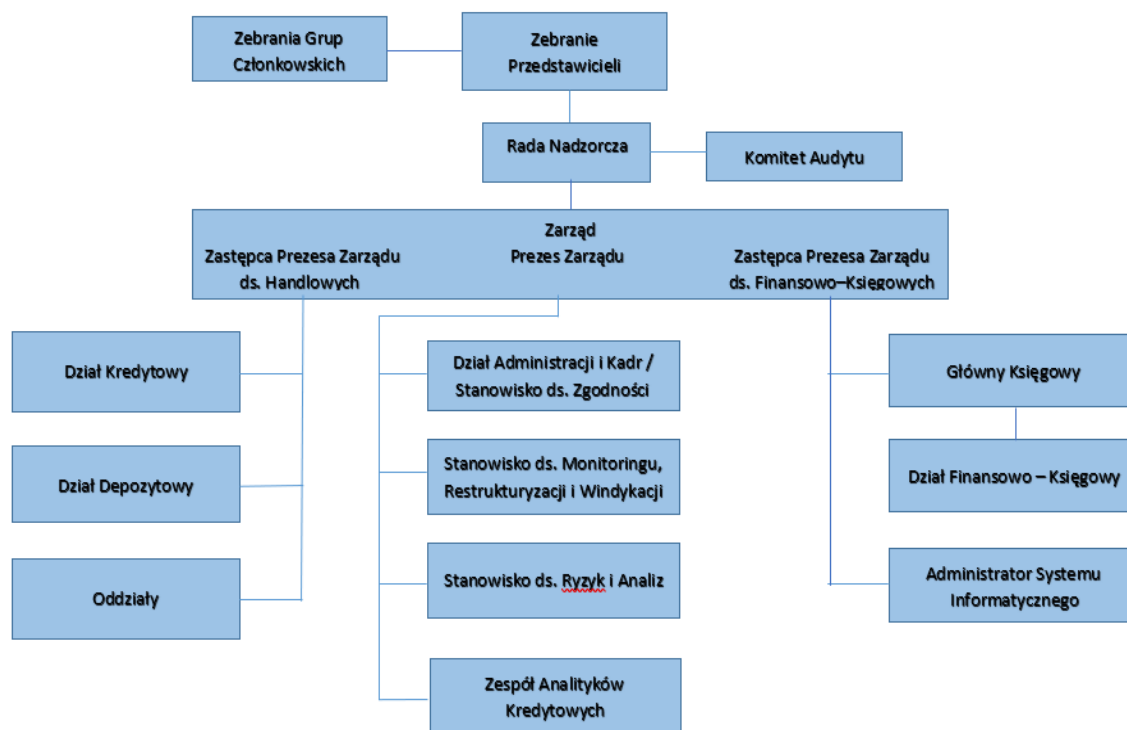 Zebrania Grup
Członkowskich
Zebranie
Przedstawicieli
Rada Nadzorcza
Komitet Audytu
Zarząd
Prezes Zarządu
Zastępca Prezesa Zarządu
ds. Handlowych
Zastępca Prezesa Zarządu
ds. Finansowo–Księgowych
Dział Kredytowy
Dział Depozytowy
Oddziały
Dział Administracji i Kadr /
Stanowisko ds. Zgodności
Stanowisko ds. Monitoringu,
Restrukturyzacji i Windykacji
Stanowisko ds. Ryzyk i Analiz
Zespół Analityków
Kredytowych
Główny Księgowy
Dział Finansowo – Księgowy
Administrator Systemu
Informatycznego